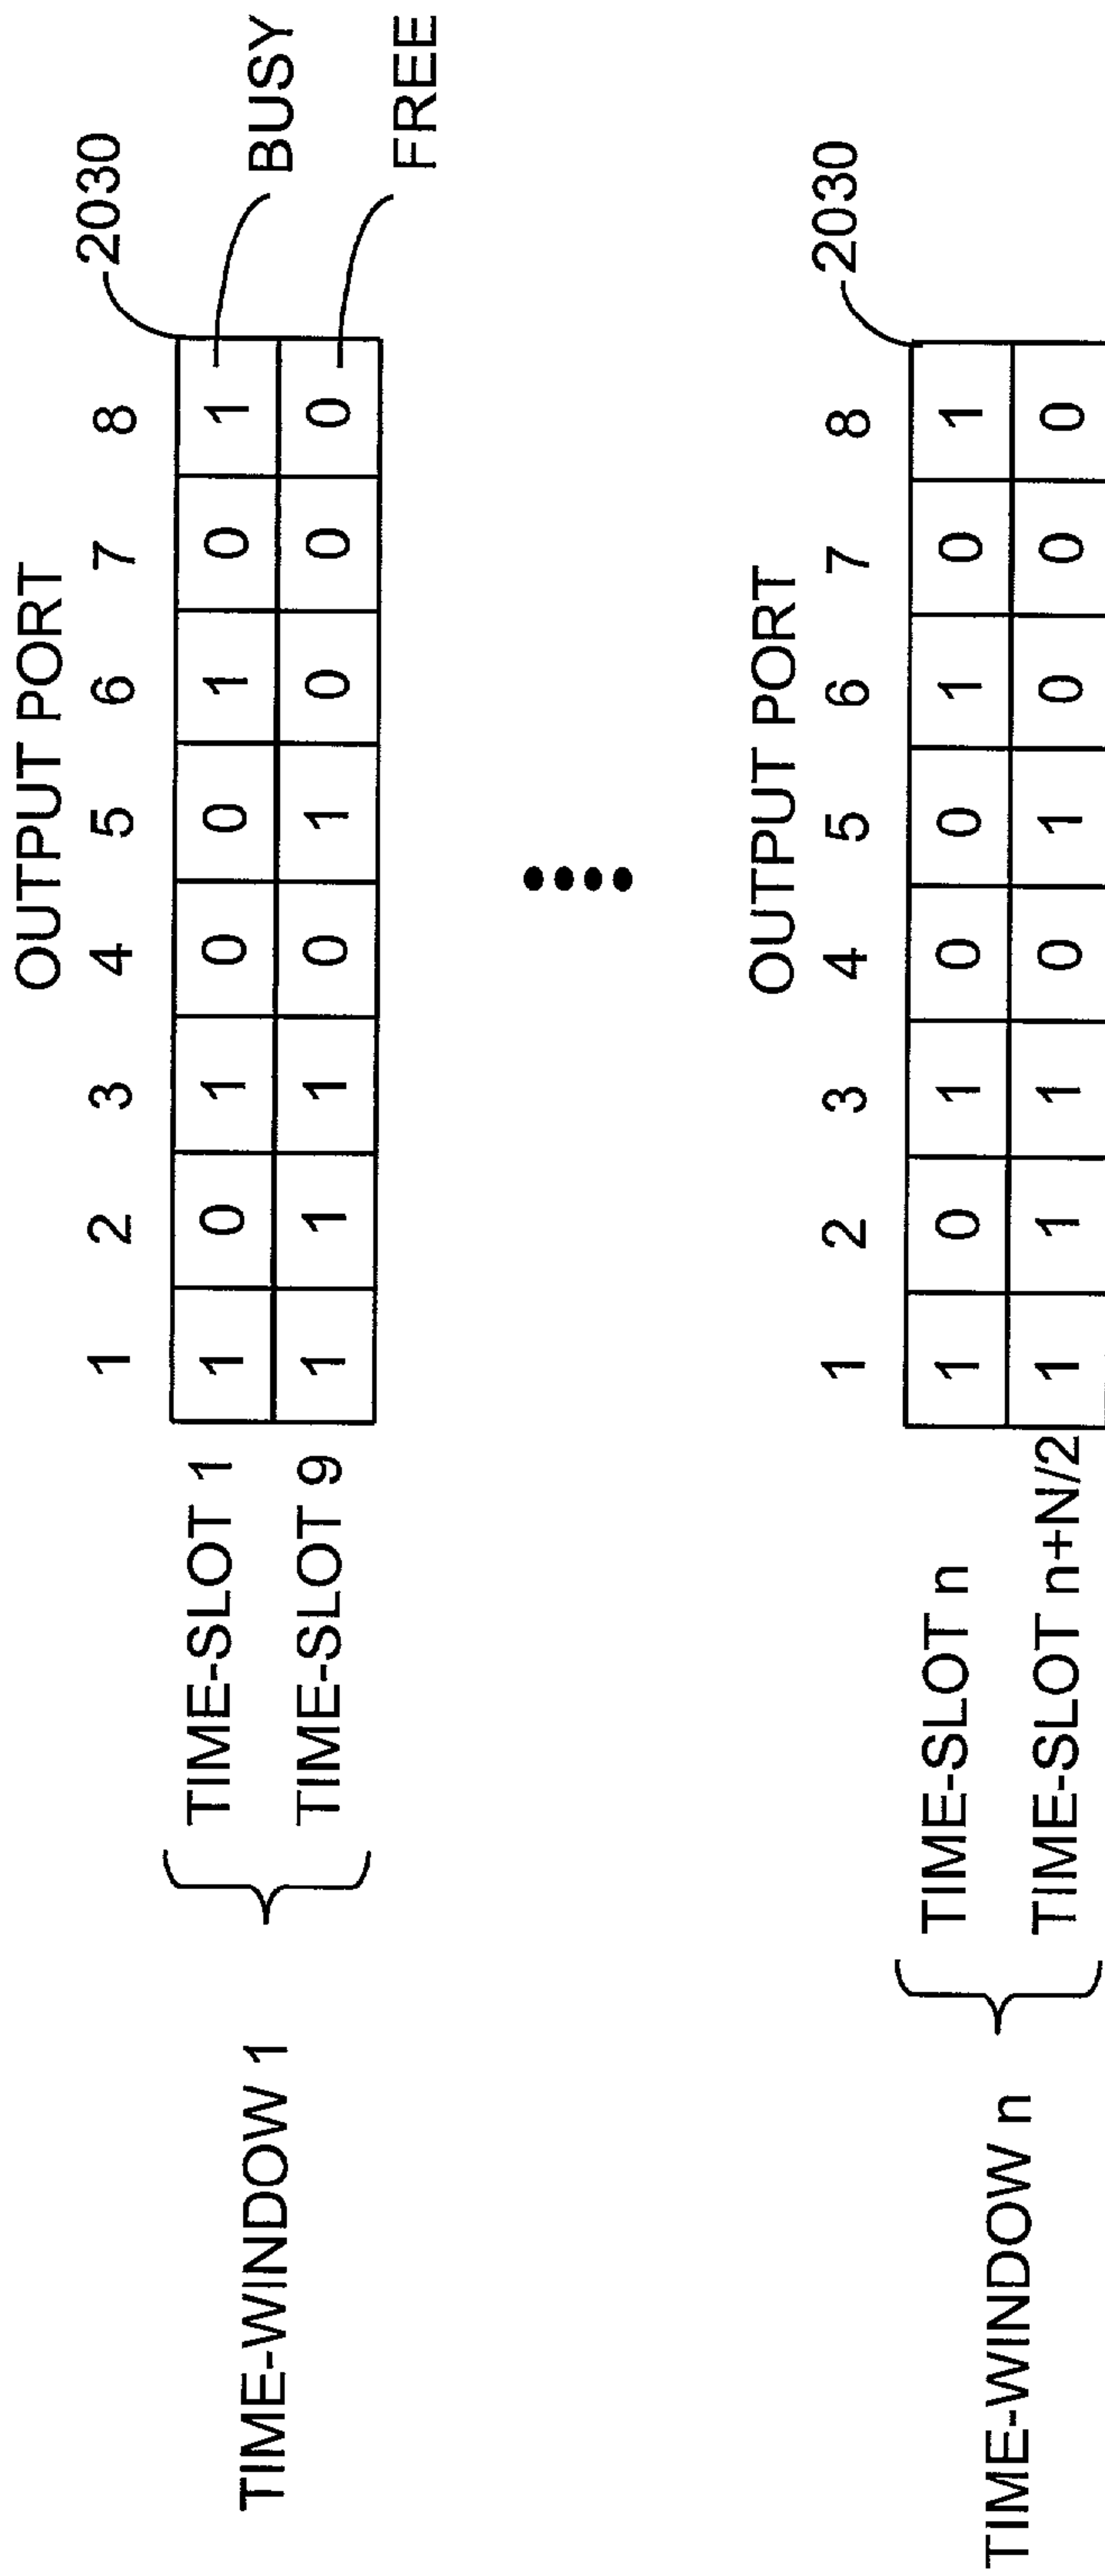 OUTPUT PORT
1 2 3 4 5 6 7 8
2030
TIME-WINDOW 1
TIME-SLOT 1 1 0 1 0 0 1 0 1
BUSY
TIME-SLOT 9 1 1 1 0 1 0 0 0
FREE
OUTPUT PORT
1 2 3 4 5 6 7 8
2030
TIME-WINDOW n
TIME-SLOT n 1 0 1 0 0 1 0 1
TIME-SLOT n+N/2 1 1 1 0 1 0 0 0